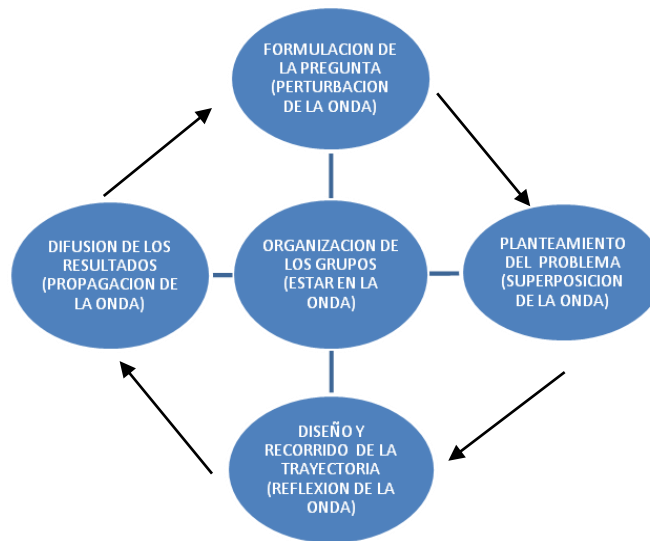 FORMULACION DE
LA PREGUNTA
(PERTURBACION
DE LA ONDA)
DIFUSION DE LOS
RESULTADOS
(PROPAGACION DE
LA ONDA)
ORGANIZACION DE
LOS GRUPOS
(ESTAR EN LA
ONDA)
PLANTEAMIENTO
DEL PROBLEMA
(SUPERPOSICION
DE LA ONDA)
DISEÑO Y
RECORRIDO DE LA
TRAYECTORIA
(REFLEXION DE LA
ONDA)